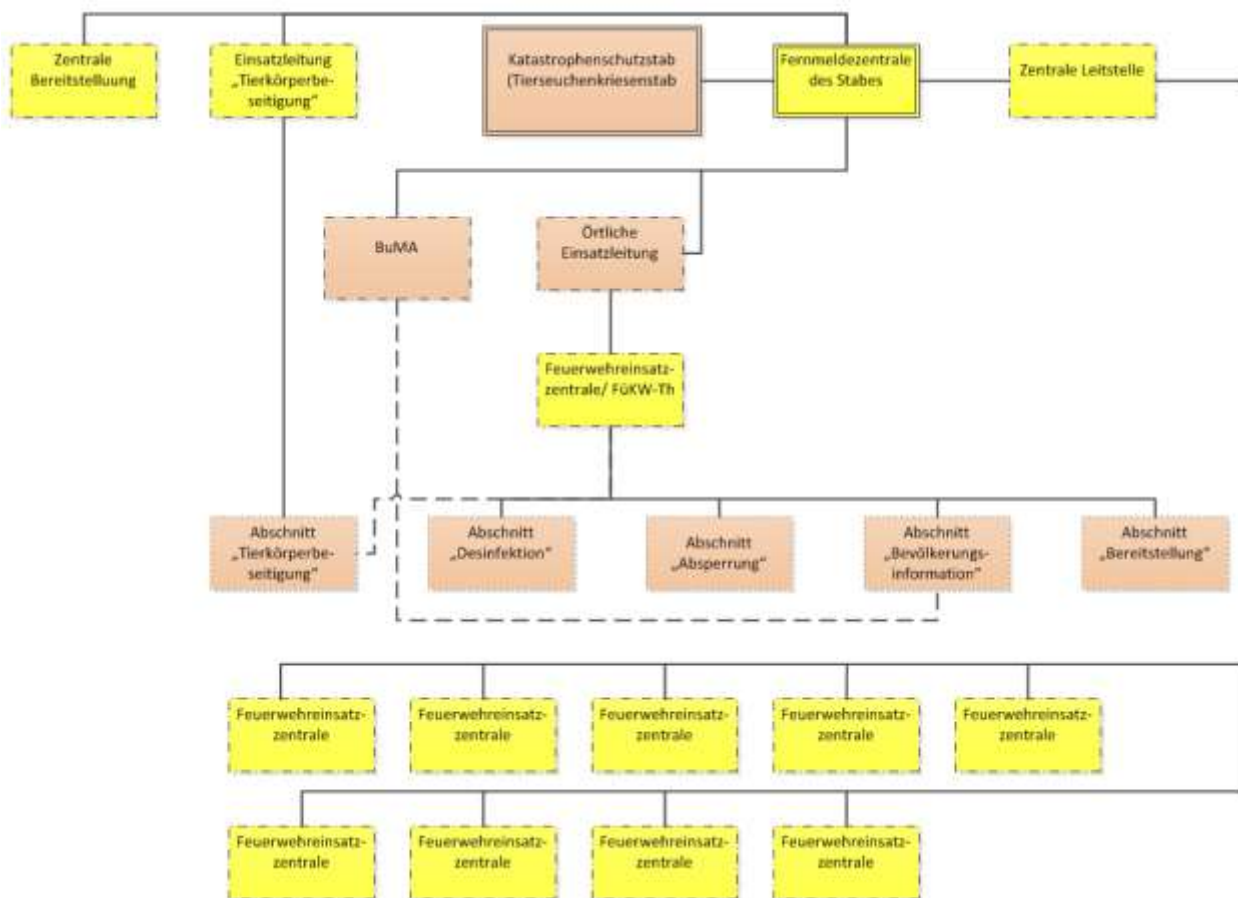 Zentrale
Bereitstelluung
Einsatzleitung
„Tierkörperbe-
seitigung"
Katastrophenschutzstab
(Tierseuchenkriesenstab
Fernmeldezentrale
des Stabes
Zentrale Leitstelle
BuMA
Örtliche
Einsatzleitung
Feuerwehreinsatz-
zentrale/ FüKW-Th
Abschnitt
„Tierkörperbe-
seitigung"
Abschnitt
„Desinfektion"
Abschnitt
„Absperrung"
Abschnitt
„Bevölkerungs-
information"
Abschnitt
„Bereitstellung"
Feuerwehreinsatz-
zentrale
Feuerwehreinsatz-
zentrale
Feuerwehreinsatz-
zentrale
Feuerwehreinsatz-
zentrale
Feuerwehreinsatz-
zentrale
Feuerwehreinsatz-
zentrale
Feuerwehreinsatz-
zentrale
Feuerwehreinsatz-
zentrale
Feuerwehreinsatz-
zentrale